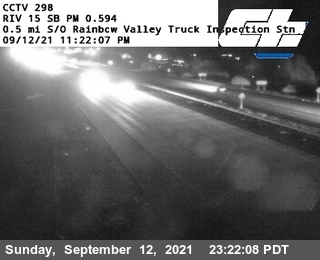 CCTV 298
RIV 15 SB PM 0.594
0.5 mi S/O Rainbow Valley Truck Inspection Stn
09/12/21 11:22:07 PM
Sunday, September 12, 2021 23:22:08 PDT